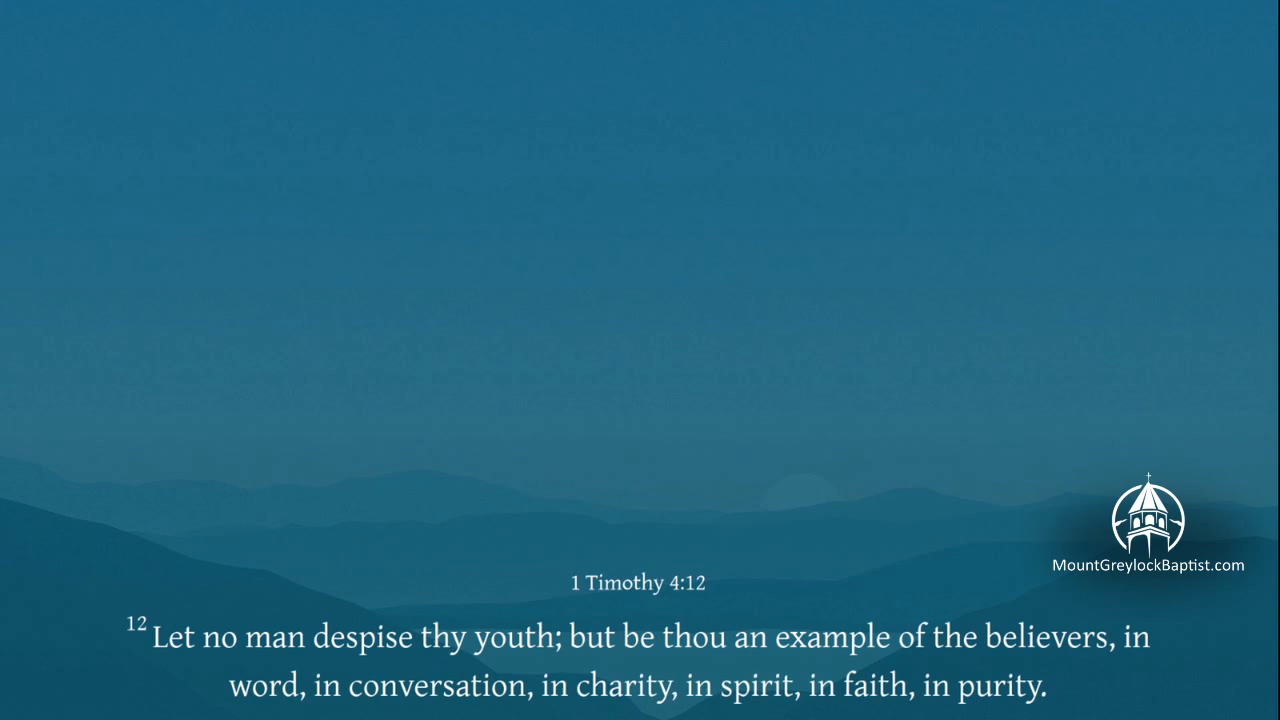 MountGreylockBaptist.com
1 Timothy 4:12
12 Let no man despise thy youth; but be thou an example of the believers, in
word, in conversation, in charity, in spirit, in faith, in purity.